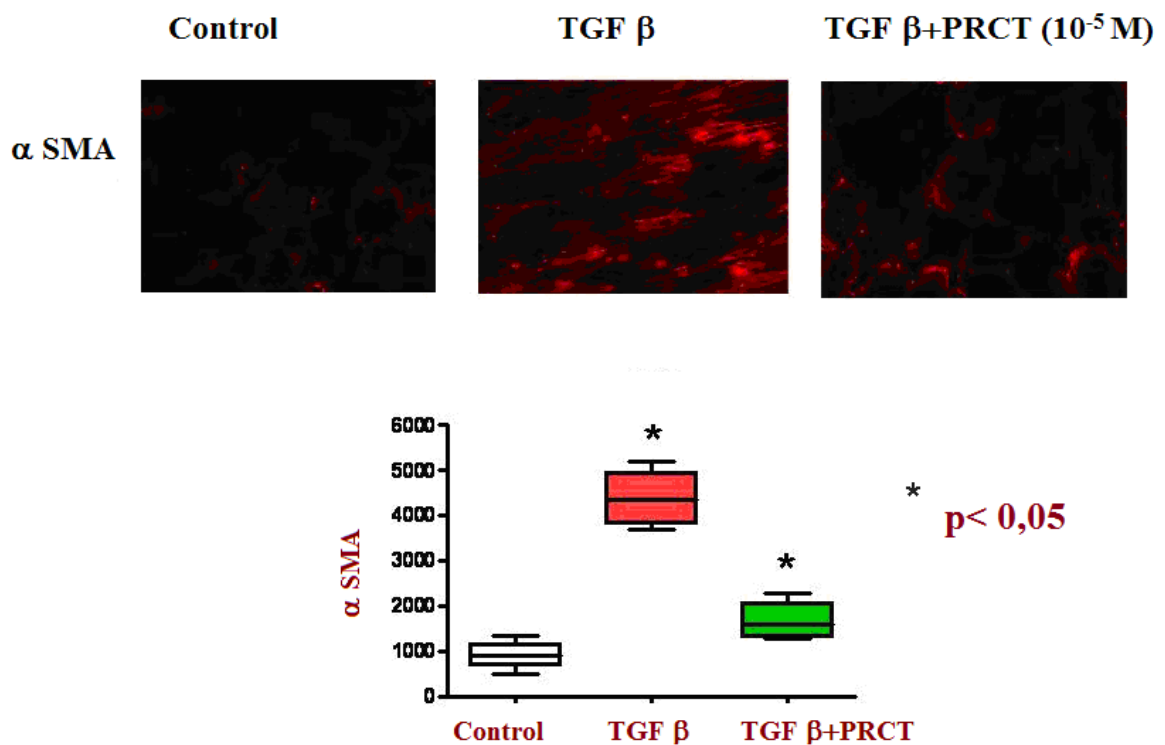 Control TGF β TGF β+PRCT (10⁻⁵ M)
α SMA
6000
5000
4000
3000
2000
1000
0
α SMA
*
*
*
p< 0,05
Control TGF β TGF β+PRCT